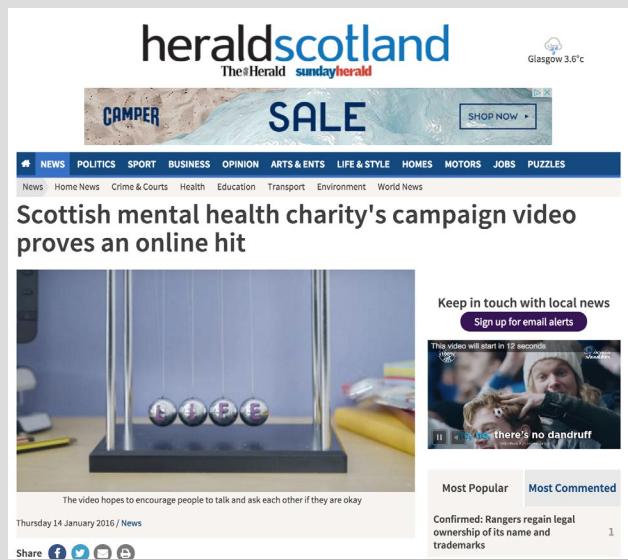 heraldscotland
The Herald sundayherald
Glasgow 3.6°c
CAMPER SALE SHOP NOW
NEWS POLITICS SPORT BUSINESS OPINION ARTS & ENTS LIFE & STYLE HOMES MOTORS JOBS PUZZLES
News Home News Crime & Courts Health Education Transport Environment World News
Scottish mental health charity's campaign video
proves an online hit
LIFE
The video hopes to encourage people to talk and ask each other if they are okay
Thursday 14 January 2016 / News
Share
Keep in touch with local news
Sign up for email alerts
This video will start in 12 seconds
there's no dandruff
Most Popular Most Commented
Confirmed: Rangers regain legal
ownership of its name and
trademarks
1